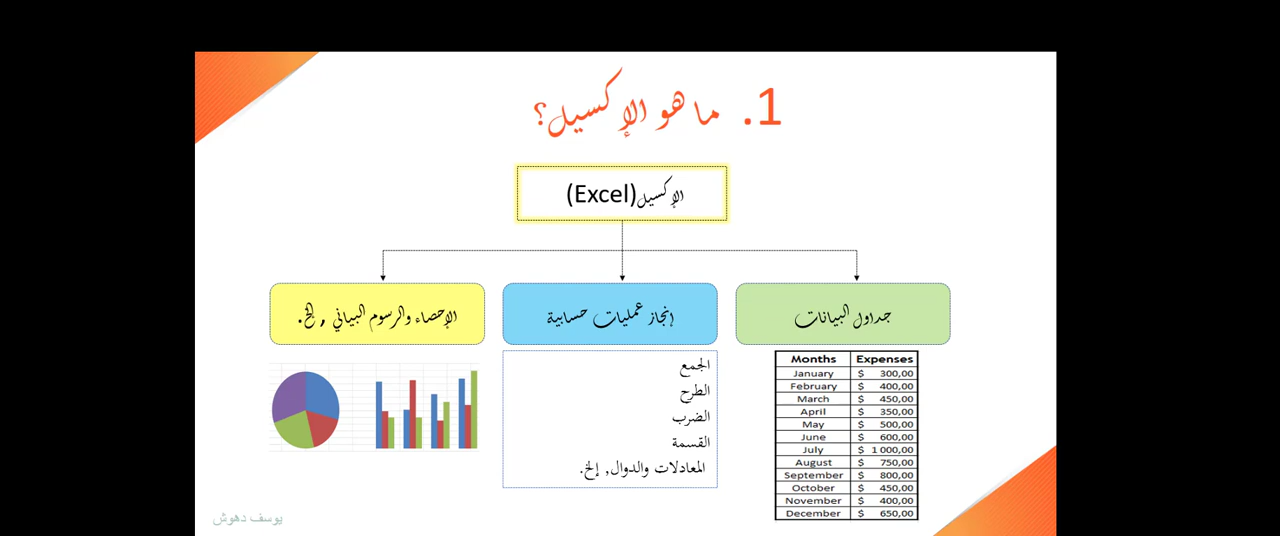 1. ما هو الإكسيل؟
الإكسيل(Excel)
جداول البيانات
إنجاز عمليات حسابية
الإحصاء والرسوم البياني , إلخ.
Months Expenses
January $ 300,00
February $ 400,00
March $ 450,00
April $ 350,00
May $ 500,00
June $ 600,00
July $ 1 000,00
August $ 750,00
September $ 800,00
October $ 450,00
November $ 400,00
December $ 650,00
الجمع
الطرح
الضرب
القسمة
المعادلات والدوال, إلخ.
يوسف دهوش